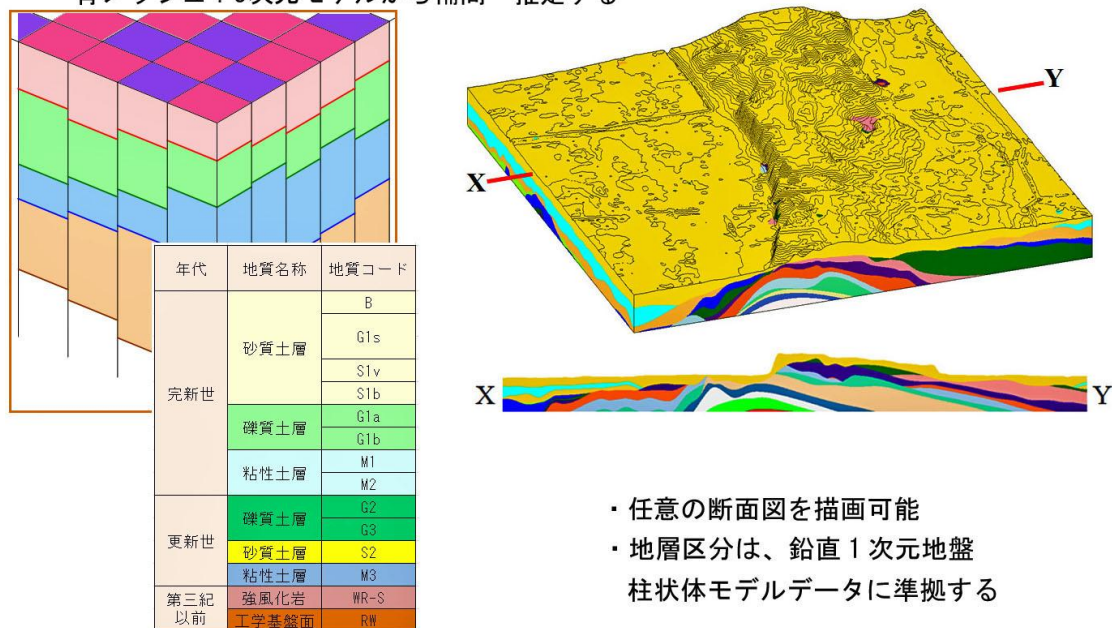 年代 地質名称 地質コード
完新世 砂質土層 B
G1s
S1v
S1b
礫質土層 G1a
G1b
粘性土層 M1
M2
更新世 礫質土層 G2
G3
砂質土層 S2
粘性土層 M3
第三紀以前 強風化岩 WR-S
工学基盤面 RW
X
Y
X
Y
・任意の断面図を描画可能
・地層区分は、鉛直1次元地盤
柱状体モデルデータに準拠する